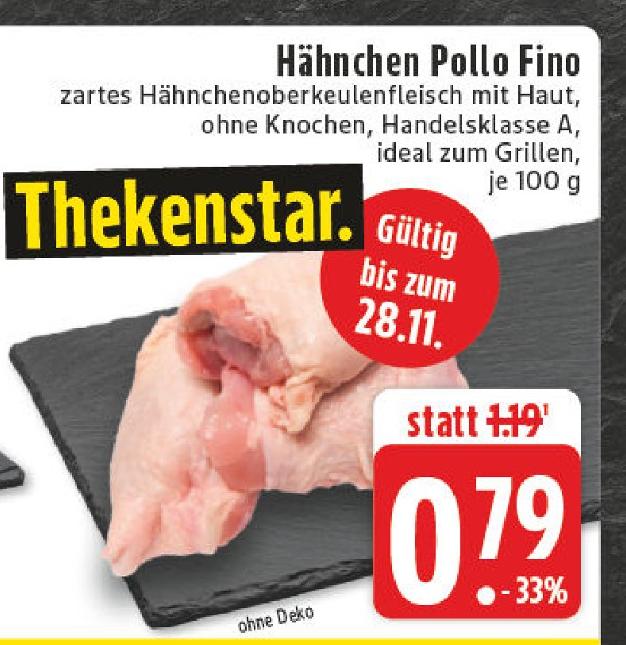 Hähnchen Pollo Fino
zartes Hähnchenoberkeulenfleisch mit Haut,
ohne Knochen, Handelsklasse A,
ideal zum Grillen,
je 100 g
Thekenstar.
Gültig
bis zum
28.11.
statt 1.19¹
0.79
- 33%
ohne Deko